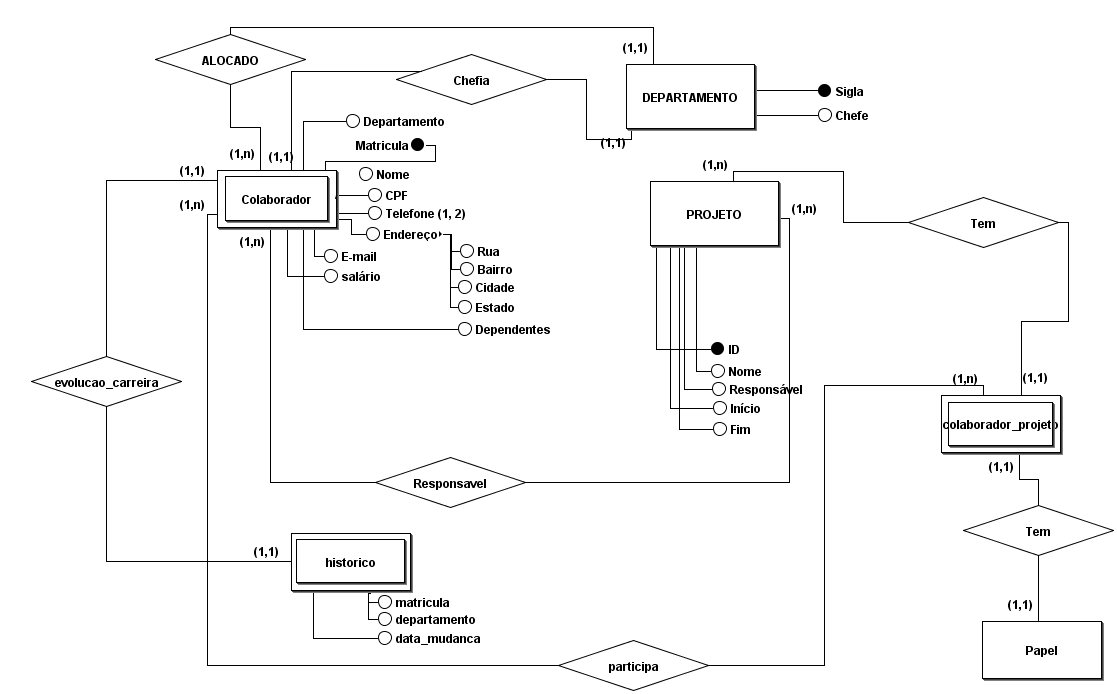 ALOCADO
(1,1)
Chefia
DEPARTAMENTO
Sigla
Chefe
(1,1)
Departamento
Matricula
(1,n)
(1,1)
Nome
(1,1)
CPF
Colaborador
(1,n)
Telefone (1, 2)
Endereço
(1,n)
E-mail
salário
Rua
Bairro
Cidade
Estado
Dependentes
(1,n)
PROJETO
(1,n)
Tem
ID
Nome
Responsável
Início
Fim
evolucao_carreira
(1,n)
(1,1)
colaborador_projeto
(1,1)
Responsavel
Tem
(1,1)
historico
matricula
departamento
data_mudanca
(1,1)
Papel
participa